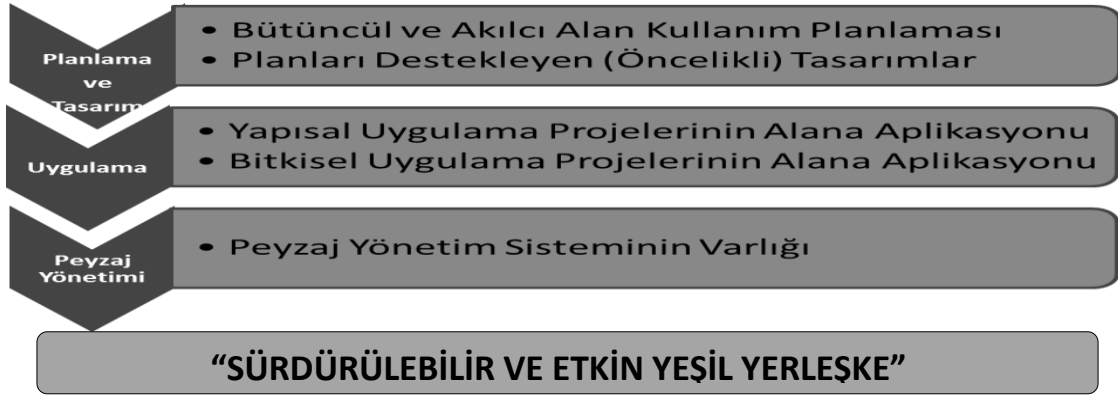 Planlama
ve
Tasarım
• Bütüncül ve Akılcı Alan Kullanım Planlaması
• Planları Destekleyen (Öncelikli) Tasarımlar
Uygulama
• Yapısal Uygulama Projelerinin Alana Aplikasyonu
• Bitkisel Uygulama Projelerinin Alana Aplikasyonu
Peyzaj
Yönetimi
• Peyzaj Yönetim Sisteminin Varlığı
“SÜRDÜRÜLEBİLİR VE ETKİN YEŞİL YERLEŞKE”